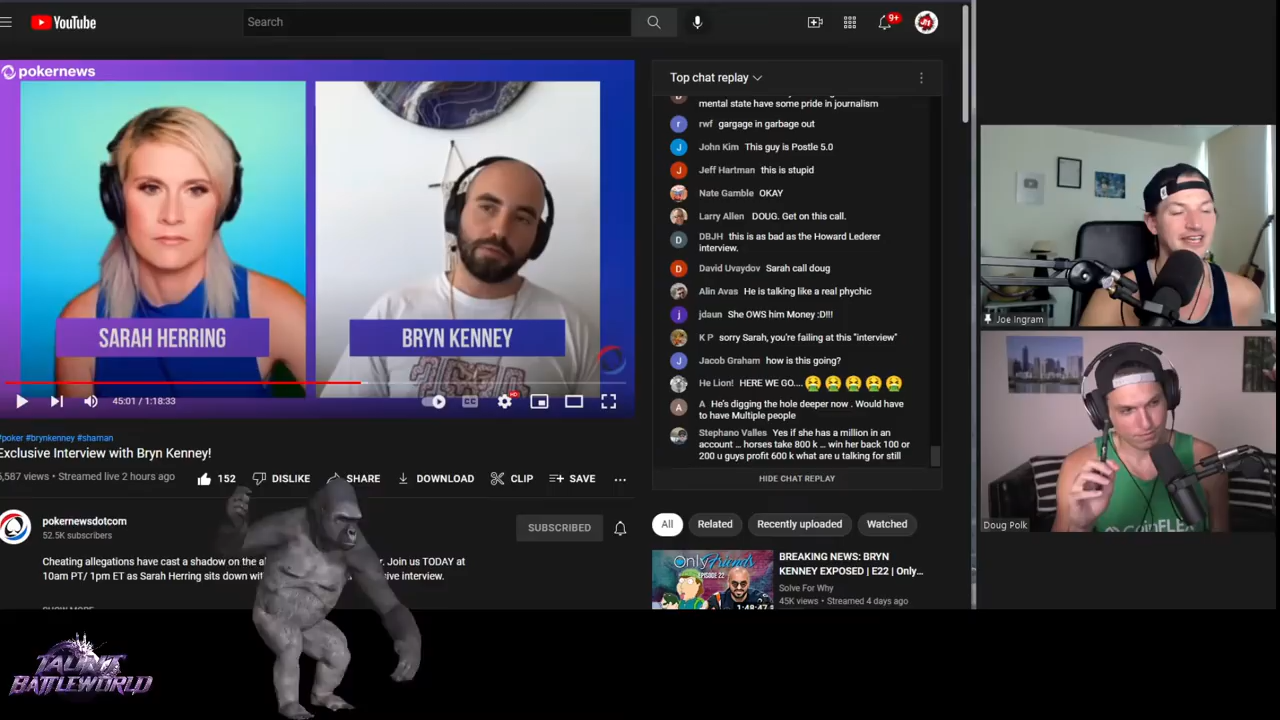 YouTube
Search
9+
pokernews
SARAH HERRING
BRYN KENNEY
45:01 / 1:18:33
#poker #brynkenney #shaman
Exclusive Interview with Bryn Kenney!
5,587 views • Streamed live 2 hours ago
152
DISLIKE
SHARE
DOWNLOAD
CLIP
SAVE
pokernewsdotcom
52.5K subscribers
SUBSCRIBED
Cheating allegations have cast a shadow on the
10am PT/ 1pm ET as Sarah Herring sits down
interview.
Top chat replay
mental state have some pride in journalism
rwf gargage in garbage out
John Kim This guy is Postle 5.0
Jeff Hartman this is stupid
Nate Gamble OKAY
Larry Allen DOUG. Get on this call.
DBJH this is as bad as the Howard Lederer
interview.
David Uvaydov Sarah call doug
Alin Avas He is talking like a real phychic
jdaun She OWS him Money :D!!!
K P sorry Sarah, you're failing at this "interview"
Jacob Graham how is this going?
He Lion! HERE WE GO....
A He's digging the hole deeper now . Would have
to have Multiple people
Stephano Valles Yes if she has a million in an
account .. horses take 800 k .. win her back 100 or
200 u guys profit 600 k what are u talking for still
HIDE CHAT REPLAY
All
Related
Recently uploaded
Watched
OnlyFriends
EPISODE 22
1:48:47
BREAKING NEWS: BRYN
KENNEY EXPOSED | E22 | Only...
Solve For Why
45K views • Streamed 4 days ago
Joe Ingram
Doug Polk
TAUNT
BATTLEWORLD